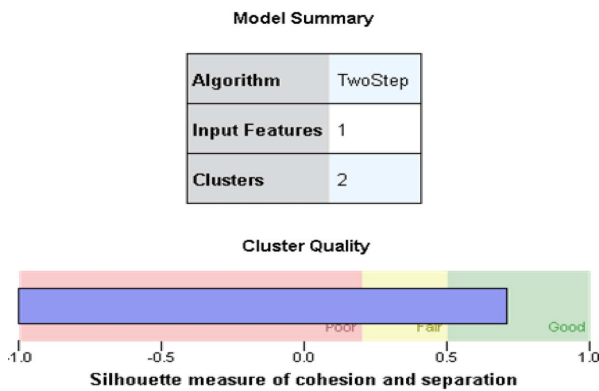 Model Summary
Algorithm TwoStep
Input Features 1
Clusters 2
Cluster Quality
Poor Fair Good
-1.0 -0.5 0.0 0.5 1.0
Silhouette measure of cohesion and separation